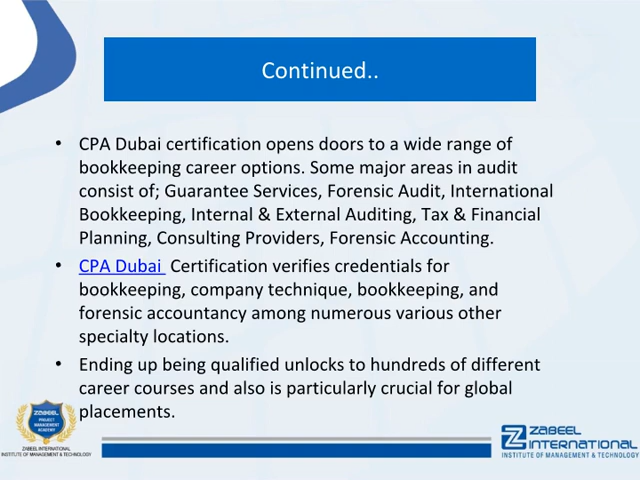 Continued..
• CPA Dubai certification opens doors to a wide range of
bookkeeping career options. Some major areas in audit
consist of; Guarantee Services, Forensic Audit, International
Bookkeeping, Internal & External Auditing, Tax & Financial
Planning, Consulting Providers, Forensic Accounting.
• CPA Dubai  Certification verifies credentials for
bookkeeping, company technique, bookkeeping, and
forensic accountancy among numerous various other
specialty locations.
• Ending up being qualified unlocks to hundreds of different
career courses and also is particularly crucial for global
placements.
ZABEEL
PROJECT
MANAGEMENT
ACADEMY
ZABEEL INTERNATIONAL
INSTITUTE OF MANAGEMENT & TECHNOLOGY
ZABEEL
INTERNATIONAL
INSTITUTE OF MANAGEMENT & TECHNOLOGY